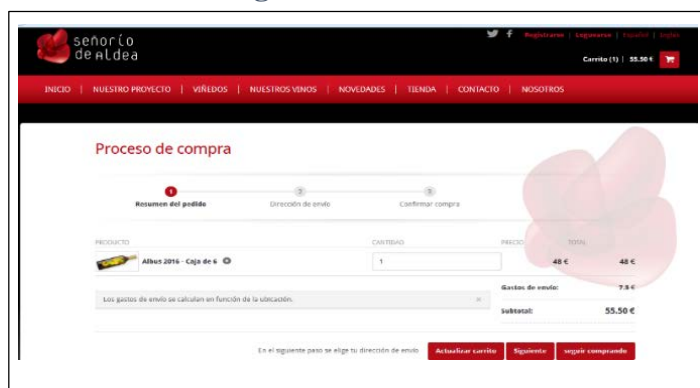 señorío
de aldea
Registrarse | Loguearse | Español | Inglés
Carrito (1) | 55.50 €
INICIO | NUESTRO PROYECTO | VIÑEDOS | NUESTROS VINOS | NOVEDADES | TIENDA | CONTACTO | NOSOTROS
Proceso de compra
1 2 3
Resumen del pedido Dirección de envío Confirmar compra
PRODUCTO CANTIDAD PRECIO TOTAL
Albus 2016 - Caja de 6 1 48 € 48 €
Gastos de envío: 7.5 €
Los gastos de envío se calculan en función de la ubicación. ×
Subtotal: 55.50 €
En el siguiente paso se elige tu dirección de envío Actualizar carrito Siguiente seguir comprando